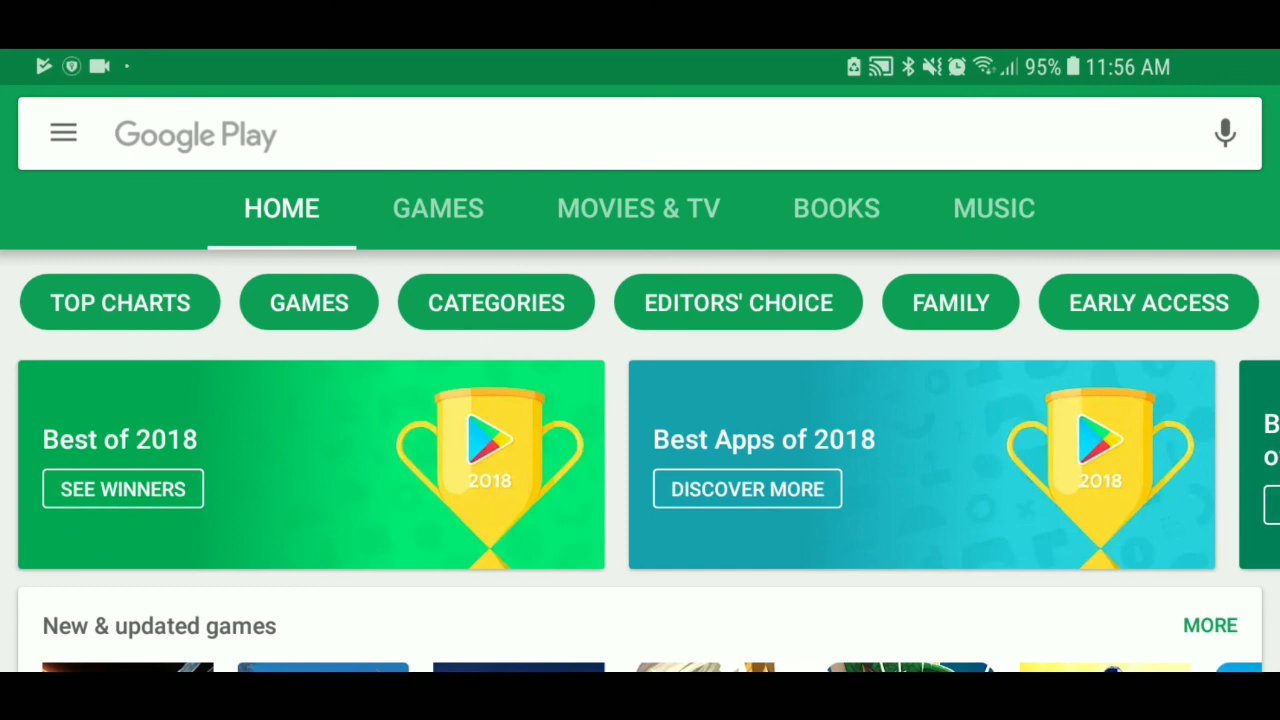 95% 11:56 AM
Google Play
HOME GAMES MOVIES & TV BOOKS MUSIC
TOP CHARTS GAMES CATEGORIES EDITORS' CHOICE FAMILY EARLY ACCESS
Best of 2018
SEE WINNERS
2018
Best Apps of 2018
DISCOVER MORE
2018
New & updated games
MORE